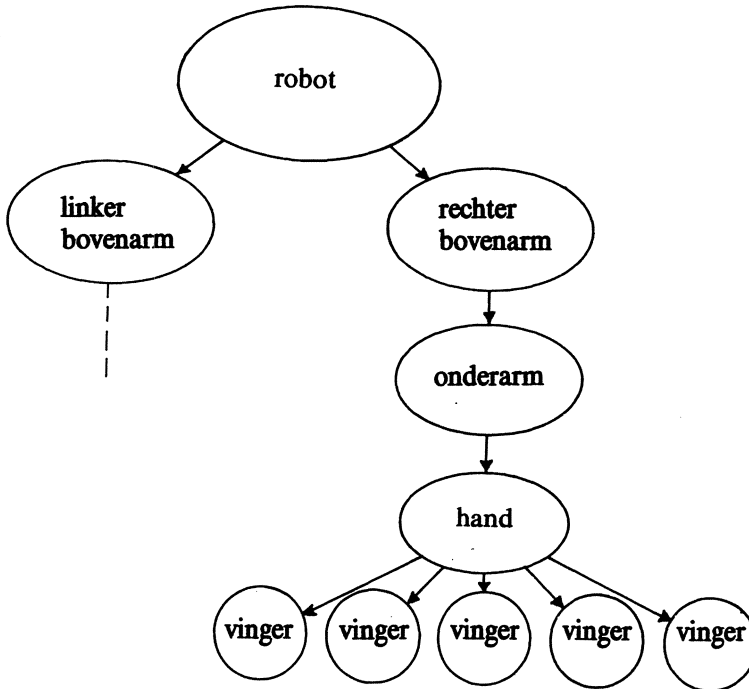 robot
linker
bovenarm
rechter
bovenarm
onderarm
hand
vinger
vinger
vinger
vinger
vinger